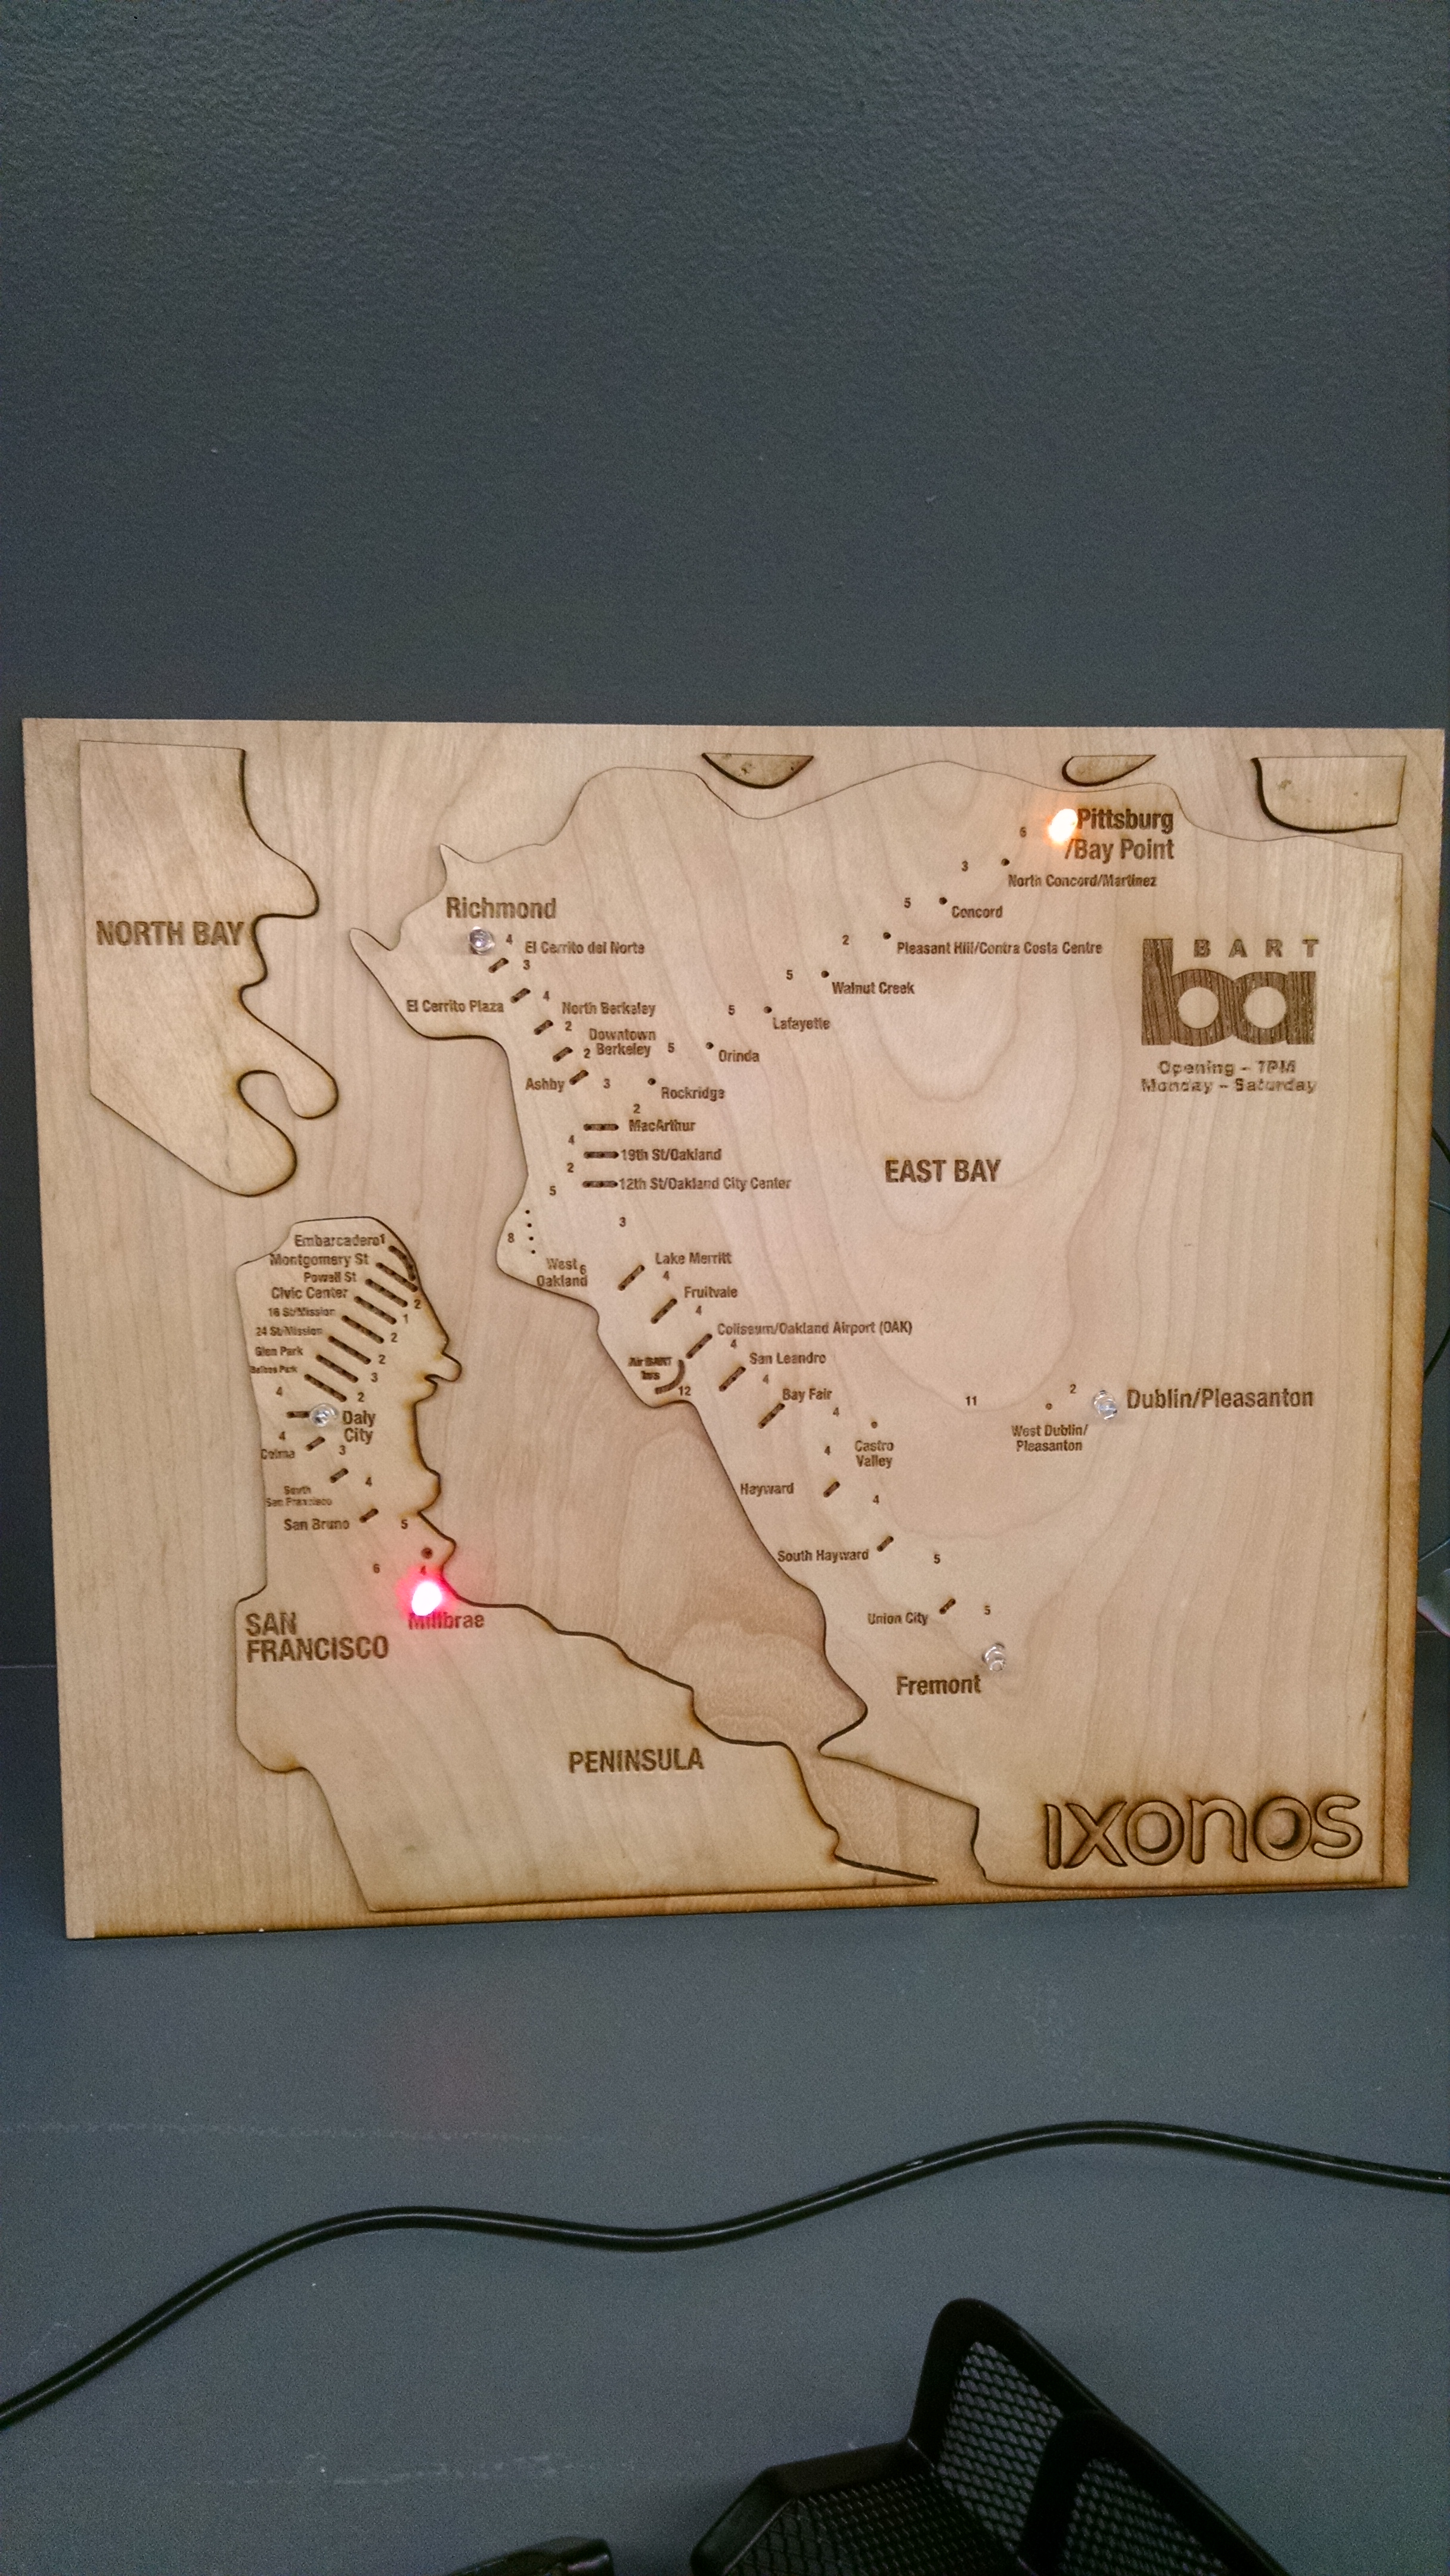 NORTH BAY
Richmond
4
El Cerrito del Norte
3
El Cerrito Plaza
4
North Berkeley
2
Downtown
Berkeley
2
Ashby
3
5
Orinda
Rockridge
2
MacArthur
4
19th St/Oakland
2
12th St/Oakland City Center
5
3
8
West
Oakland
6
Pittsburg
/Bay Point
6
North Concord/Martinez
3
Concord
5
Pleasant Hill/Contra Costa Centre
2
Walnut Creek
5
Lafayette
5
BART
ba
Opening - 7PM
Monday - Saturday
EAST BAY
Embarcadero
1
Montgomery St
Powell St
Civic Center
2
16 St/Mission
1
24 St/Mission
2
Glen Park
2
Balboa Park
3
4
2
Daly
City
4
Colma
3
South
San Francisco
4
San Bruno
5
6
4
Millbrae
SAN
FRANCISCO
PENINSULA
Lake Merritt
4
Fruitvale
4
Coliseum/Oakland Airport (OAK)
4
Air BART
bus
12
San Leandro
4
Bay Fair
4
Castro
Valley
11
2
Dublin/Pleasanton
West Dublin/
Pleasanton
4
Hayward
4
South Hayward
5
Union City
5
Fremont
ixonos